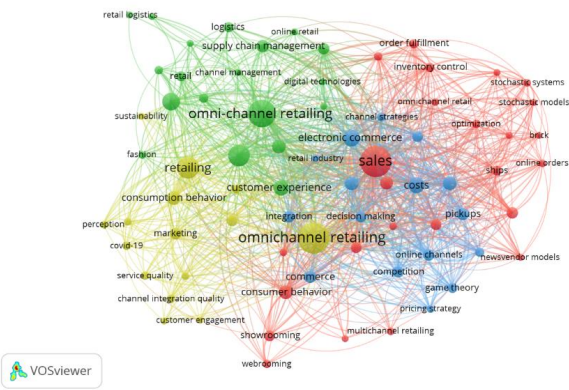 retail logistics
logistics
online retail
supply chain management
order fulfillment
retail
channel management
inventory control
digital technologies
stochastic systems
omni-channel retailing
omnichannel retail
stochastic models
sustainability
channel strategies
optimization
electronic commerce
brick
fashion
retail industry
sales
online orders
retailing
ships
customer experience
costs
consumption behavior
integration
decision making
pickups
perception
marketing
omnichannel retailing
covid-19
online channels
newsvendor models
service quality
commerce
competition
consumer behavior
game theory
channel integration quality
pricing strategy
customer engagement
multichannel retailing
showrooming
webrooming
VOSviewer